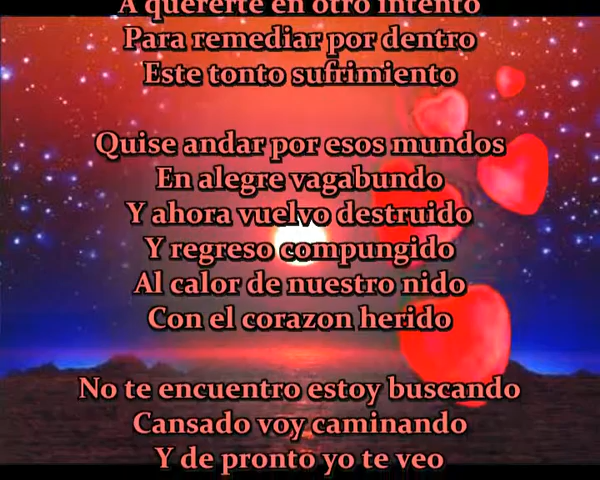 A quererte en otro intento
Para remediar por dentro
Este tonto sufrimiento
Quise andar por esos mundos
En alegre vagabundo
Y ahora vuelvo destruido
Y regreso compungido
Al calor de nuestro nido
Con el corazon herido
No te encuentro estoy buscando
Cansado voy caminando
Y de pronto yo te veo